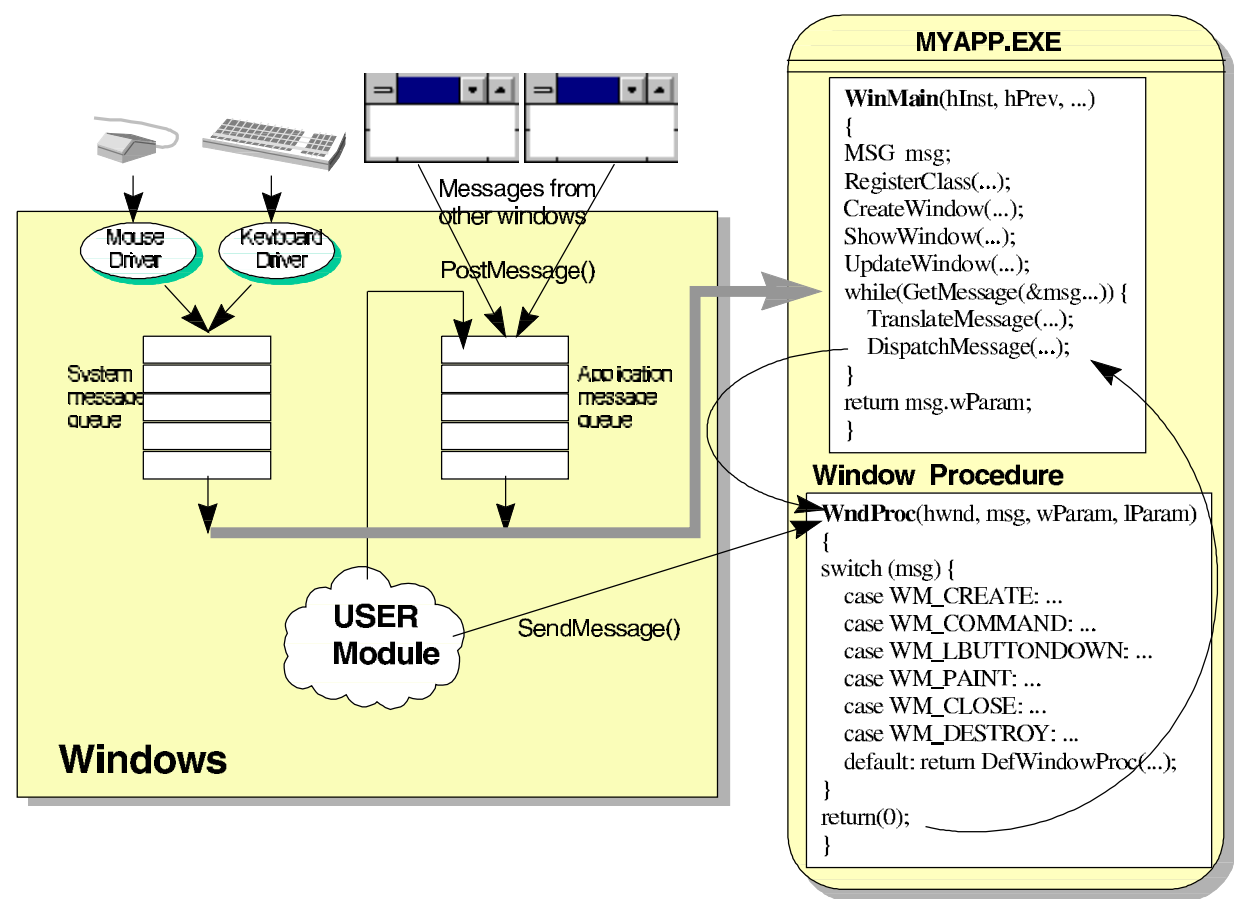 Messages from
other windows
Mouse
Driver
Keyboard
Driver
PostMessage()
System
message
queue
Application
message
queue
USER
Module
SendMessage()
Windows
MYAPP.EXE
WinMain(hInst, hPrev, ...)
{
MSG msg;
RegisterClass(...);
CreateWindow(...);
ShowWindow(...);
UpdateWindow(...);
while(GetMessage(&msg...)) {
TranslateMessage(...);
DispatchMessage(...);
}
return msg.wParam;
}
Window Procedure
WndProc(hwnd, msg, wParam, lParam)
{
switch (msg) {
case WM_CREATE: ...
case WM_COMMAND: ...
case WM_LBUTTONDOWN: ...
case WM_PAINT: ...
case WM_CLOSE: ...
case WM_DESTROY: ...
default: return DefWindowProc(...);
}
return(0);
}